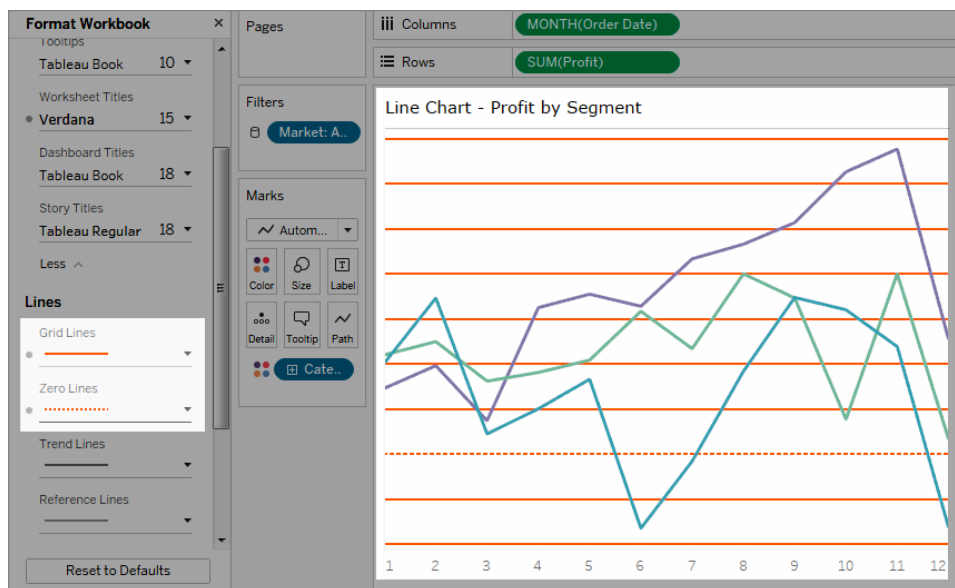 Format Workbook ×
Tooltips
Tableau Book 10
Worksheet Titles
Verdana 15
Dashboard Titles
Tableau Book 18
Story Titles
Tableau Regular 18
Less
Lines
Grid Lines
Zero Lines
Trend Lines
Reference Lines
Reset to Defaults
Pages
Filters
Market: A..
Marks
Autom...
Color Size Label
Detail Tooltip Path
Cate..
Columns MONTH(Order Date)
Rows SUM(Profit)
Line Chart - Profit by Segment
1 2 3 4 5 6 7 8 9 10 11 12